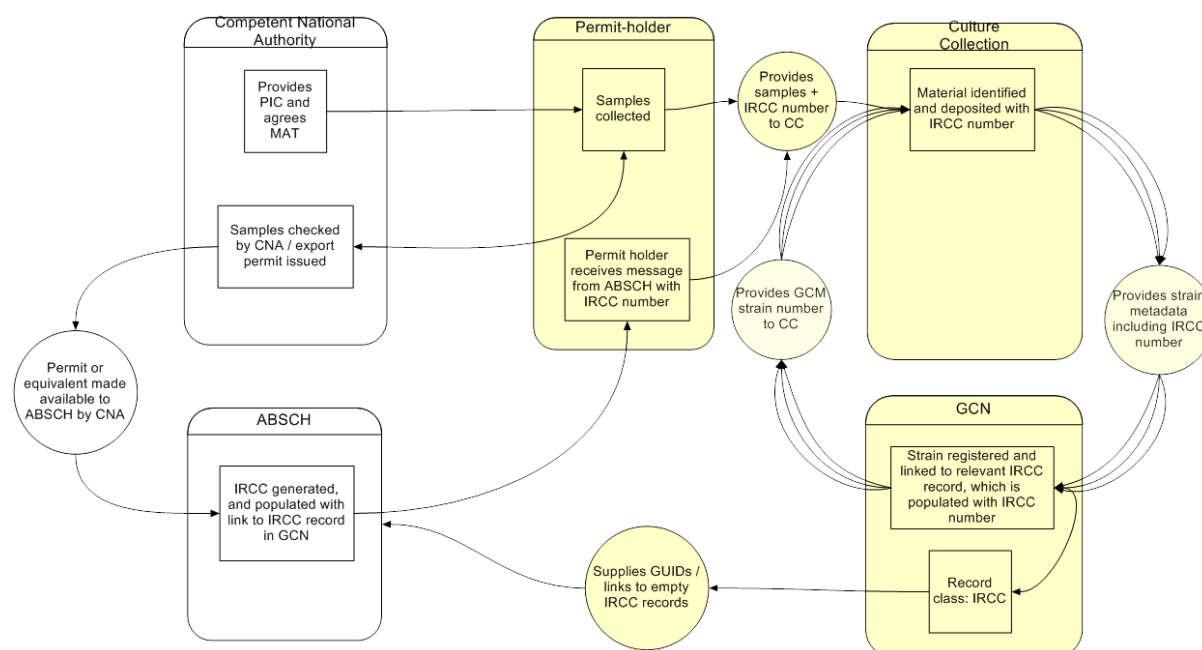 Competent National
Authority
Provides
PIC and
agrees
MAT
Samples checked
by CNA / export
permit issued
Permit or
equivalent made
available to
ABSCH by CNA
ABSCH
IRCC generated,
and populated with
link to IRCC record
in GCN
Permit-holder
Samples
collected
Permit holder
receives message
from ABSCH with
IRCC number
Provides
samples +
IRCC number
to CC
Provides GCM
strain number
to CC
Culture
Collection
Material identified
and deposited with
IRCC number
Provides strain
metadata
including IRCC
number
GCN
Strain registered and
linked to relevant IRCC
record, which is
populated with IRCC
number
Record
class: IRCC
Supplies GUIDs /
links to empty
IRCC records